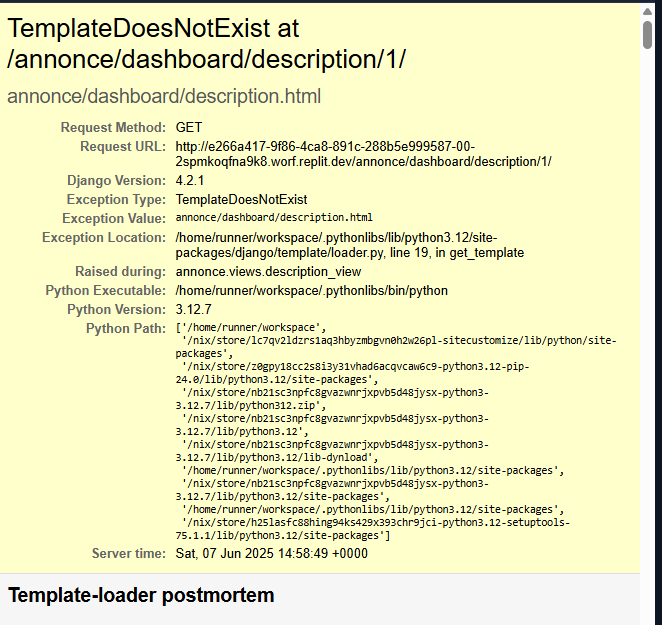 TemplateDoesNotExist at
/annonce/dashboard/description/1/
annonce/dashboard/description.html
Request Method: GET
Request URL: http://e266a417-9f86-4ca8-891c-288b5e999587-00-
2spmkoqfna9k8.worf.replit.dev/annonce/dashboard/description/1/
Django Version: 4.2.1
Exception Type: TemplateDoesNotExist
Exception Value: annonce/dashboard/description.html
Exception Location: /home/runner/workspace/.pythonlibs/lib/python3.12/site-
packages/django/template/loader.py, line 19, in get_template
Raised during: annonce.views.description_view
Python Executable: /home/runner/workspace/.pythonlibs/bin/python
Python Version: 3.12.7
Python Path: ['/home/runner/workspace',
'/nix/store/lc7qv2ldzrs1aq3hbyzmbgvn0h2w26pl-sitecustomize/lib/python/site-
packages',
'/nix/store/z0gpy18cc2s8i3y31vhad6acqvcaw6c9-python3.12-pip-
24.0/lib/python3.12/site-packages',
'/nix/store/nb21sc3npfc8gvazwnrjxpvb5d48jysx-python3-
3.12.7/lib/python312.zip',
'/nix/store/nb21sc3npfc8gvazwnrjxpvb5d48jysx-python3-
3.12.7/lib/python3.12',
'/nix/store/nb21sc3npfc8gvazwnrjxpvb5d48jysx-python3-
3.12.7/lib/python3.12/lib-dynload',
'/home/runner/workspace/.pythonlibs/lib/python3.12/site-packages',
'/nix/store/nb21sc3npfc8gvazwnrjxpvb5d48jysx-python3-
3.12.7/lib/python3.12/site-packages',
'/home/runner/workspace/.pythonlibs/lib/python3.12/site-packages',
'/nix/store/h25lasfc88hing94ks429x393chr9jci-python3.12-setuptools-
75.1.1/lib/python3.12/site-packages']
Server time: Sat, 07 Jun 2025 14:58:49 +0000
Template-loader postmortem